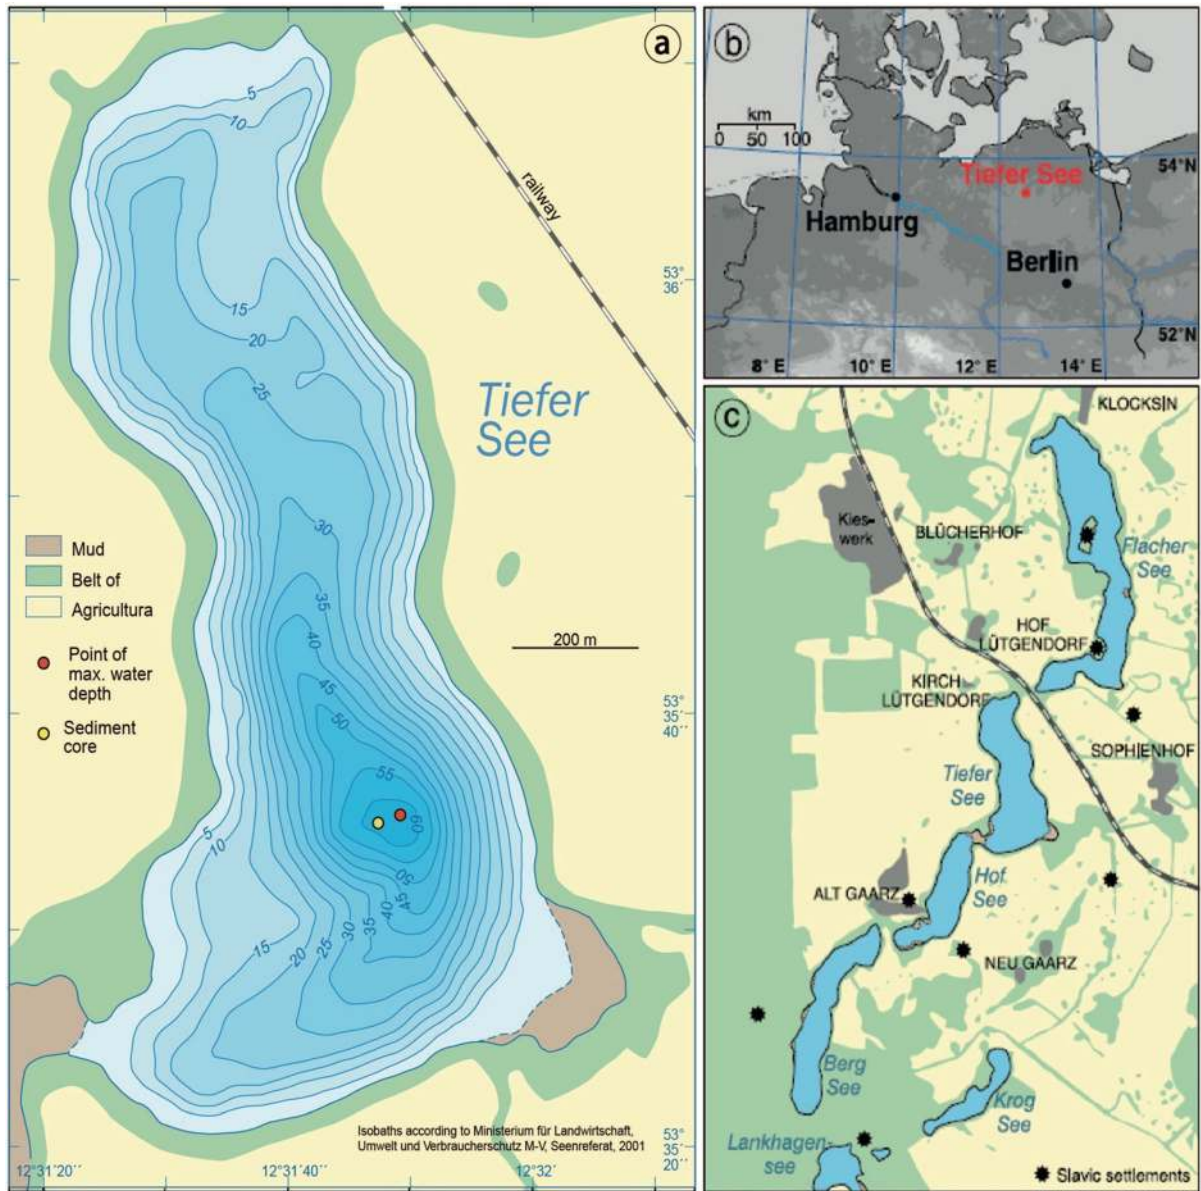 a
5
10
15
20
25
30
35
40
45
50
55
60
50
45
40
35
30
25
20
15
10
5
railway
Tiefer
See
Mud
Belt of
Agricultura
Point of
max. water
depth
Sediment
core
200 m
53°
36´
53°
35´
40´´
53°
35´
20´´
12°31´20´´
12°31´40´´
12°32´
Isobaths according to Ministerium für Landwirtschaft,
Umwelt und Verbraucherschutz M-V, Seenreferat, 2001
b
km
0 50 100
54°N
Tiefer See
Hamburg
Berlin
52°N
8° E
10° E
12° E
14° E
c
KLOCKSIN
Kies-
werk
BLÜCHERHOF
Flacher
See
HOF
LÜTGENDORF
KIRCH
LÜTGENDORF
SOPHIENHOF
Tiefer
See
Hof
See
ALT GAARZ
NEU GAARZ
Berg
See
Krog
See
Lankhagen
see
Slavic settlements